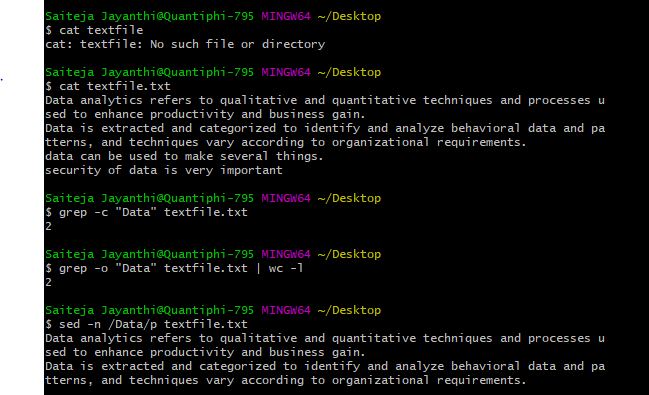 Saiteja Jayanthi@Quantiphi-795 MINGW64 ~/Desktop
$ cat textfile
cat: textfile: No such file or directory
Saiteja Jayanthi@Quantiphi-795 MINGW64 ~/Desktop
$ cat textfile.txt
Data analytics refers to qualitative and quantitative techniques and processes u
sed to enhance productivity and business gain.
Data is extracted and categorized to identify and analyze behavioral data and pa
tterns, and techniques vary according to organizational requirements.
data can be used to make several things.
security of data is very important
Saiteja Jayanthi@Quantiphi-795 MINGW64 ~/Desktop
$ grep -c "Data" textfile.txt
2
Saiteja Jayanthi@Quantiphi-795 MINGW64 ~/Desktop
$ grep -o "Data" textfile.txt | wc -l
2
Saiteja Jayanthi@Quantiphi-795 MINGW64 ~/Desktop
$ sed -n /Data/p textfile.txt
Data analytics refers to qualitative and quantitative techniques and processes u
sed to enhance productivity and business gain.
Data is extracted and categorized to identify and analyze behavioral data and pa
tterns, and techniques vary according to organizational requirements.